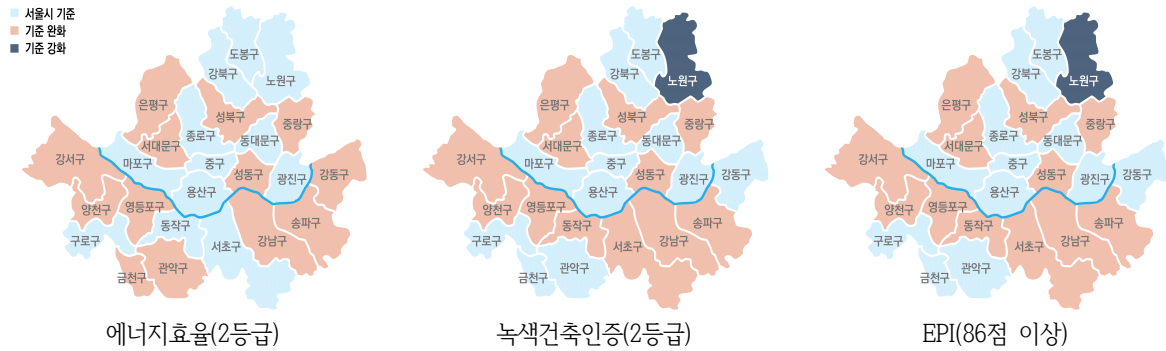 서울시 기준
기준 완화
기준 강화
도봉구
강북구
노원구
은평구
성북구
중랑구
종로구
서대문구
동대문구
강서구
마포구
중구
성동구
광진구
강동구
용산구
양천구
영등포구
동작구
송파구
구로구
서초구
강남구
금천구
관악구
에너지효율(2등급)
도봉구
강북구
노원구
은평구
성북구
중랑구
종로구
서대문구
동대문구
강서구
마포구
중구
성동구
광진구
강동구
용산구
양천구
영등포구
동작구
송파구
구로구
서초구
강남구
금천구
관악구
녹색건축인증(2등급)
도봉구
강북구
노원구
은평구
성북구
중랑구
종로구
서대문구
동대문구
강서구
마포구
중구
성동구
광진구
강동구
용산구
양천구
영등포구
동작구
송파구
구로구
서초구
강남구
금천구
관악구
EPI(86점 이상)